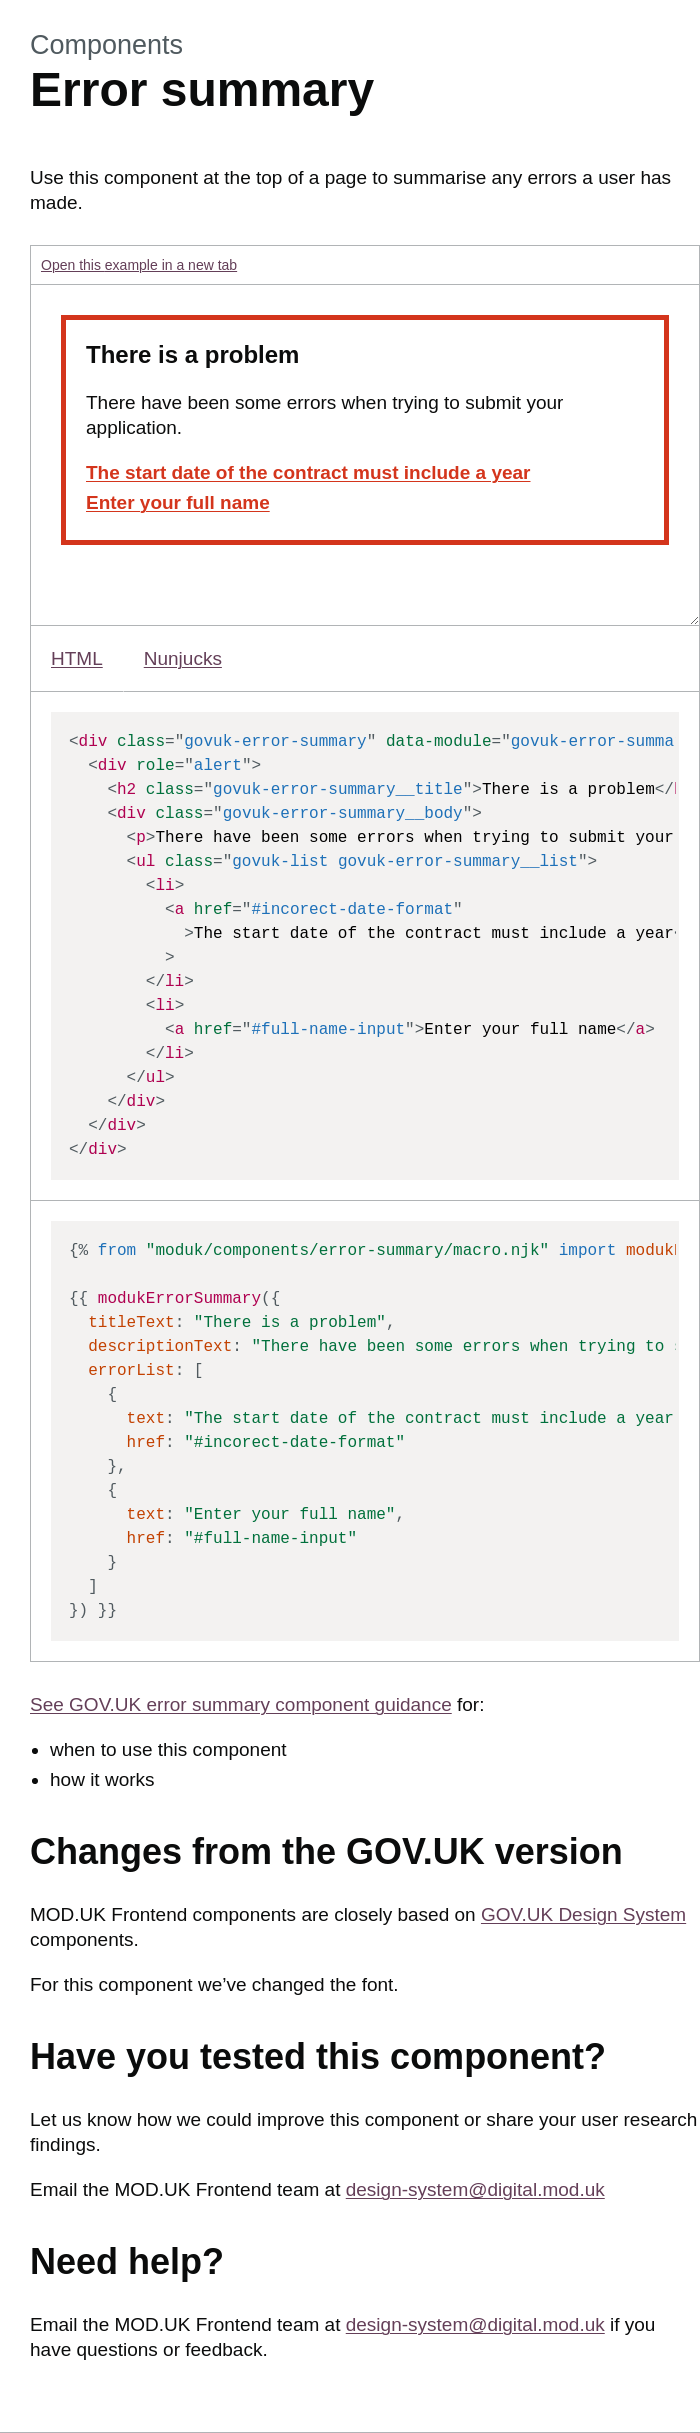 Components
Error summary
Use this component at the top of a page to summarise any errors a user has
made.
Open this example in a new tab
There is a problem
There have been some errors when trying to submit your
application.
The start date of the contract must include a year
Enter your full name
HTML Nunjucks
<div class="govuk-error-summary" data-module="govuk-error-summa
  <div role="alert">
    <h2 class="govuk-error-summary__title">There is a problem</
    <div class="govuk-error-summary__body">
      <p>There have been some errors when trying to submit your
      <ul class="govuk-list govuk-error-summary__list">
        <li>
          <a href="#incorect-date-format"
            >The start date of the contract must include a year
          >
        </li>
        <li>
          <a href="#full-name-input">Enter your full name</a>
        </li>
      </ul>
    </div>
  </div>
</div>
{% from "moduk/components/error-summary/macro.njk" import moduk
{{ modukErrorSummary({
  titleText: "There is a problem",
  descriptionText: "There have been some errors when trying to
  errorList: [
    {
      text: "The start date of the contract must include a year
      href: "#incorect-date-format"
    },
    {
      text: "Enter your full name",
      href: "#full-name-input"
    }
  ]
}) }}
See GOV.UK error summary component guidance for:
• when to use this component
• how it works
Changes from the GOV.UK version
MOD.UK Frontend components are closely based on GOV.UK Design System
components.
For this component we’ve changed the font.
Have you tested this component?
Let us know how we could improve this component or share your user research
findings.
Email the MOD.UK Frontend team at design-system@digital.mod.uk
Need help?
Email the MOD.UK Frontend team at design-system@digital.mod.uk if you
have questions or feedback.